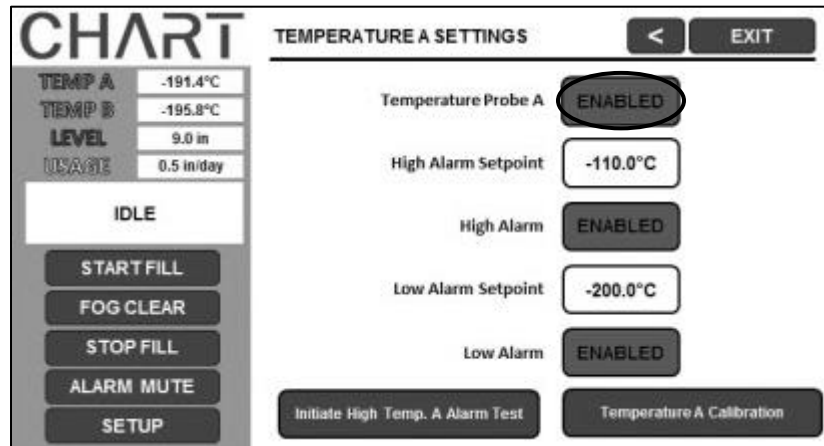 CHART
TEMPERATURE A SETTINGS
<
EXIT
TEMP A
-191.4°C
TEMP B
-195.8°C
LEVEL
9.0 in
USAGE
0.5 in/day
IDLE
START FILL
FOG CLEAR
STOP FILL
ALARM MUTE
SETUP
Temperature Probe A
ENABLED
High Alarm Setpoint
-110.0°C
High Alarm
ENABLED
Low Alarm Setpoint
-200.0°C
Low Alarm
ENABLED
Initiate High Temp. A Alarm Test
Temperature A Calibration